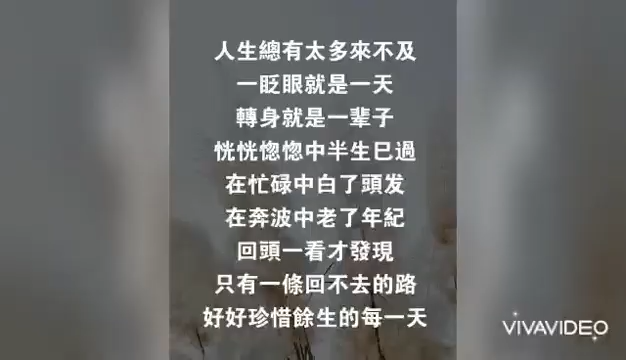 人生總有太多來不及
一眨眼就是一天
轉身就是一輩子
恍恍惚惚中半生巳過
在忙碌中白了頭发
在奔波中老了年紀
回頭一看才發現
只有一條回不去的路
好好珍惜餘生的每一天
VIVAVIDEO